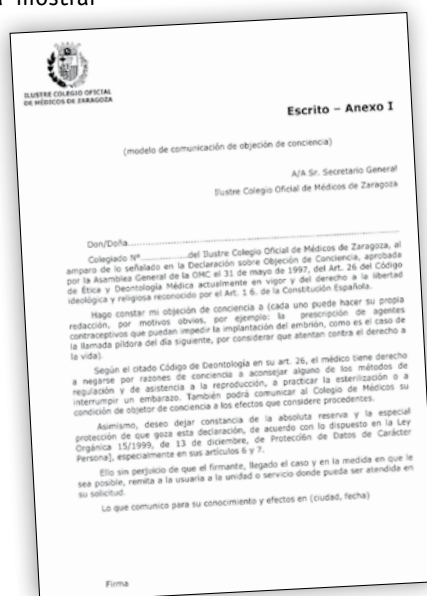 mostrar
ILUSTRE COLEGIO OFICIAL
DE MÉDICOS DE ZARAGOZA
Escrito – Anexo I
(modelo de comunicación de objeción de conciencia)
A/A Sr. Secretario General
Ilustre Colegio Oficial de Médicos de Zaragoza
Don/Doña
Colegiado Nº...............del Ilustre Colegio Oficial de Médicos de Zaragoza, al
amparo de lo señalado en la Declaración sobre Objeción de Conciencia, aprobada
por la Asamblea General de la OMC el 31 de mayo de 1997, del Art. 26 del Código
de Ética y Deontología Médica actualmente en vigor y del derecho a la libertad
ideológica y religiosa reconocido por el Art. 1 6. de la Constitución Española.
Hago constar mi objeción de conciencia a (cada uno puede hacer su propia
redacción, por motivos obvios, por ejemplo: la prescripción de agentes
contraceptivos que puedan impedir la implantación del embrión, como es el caso de
la llamada píldora del día siguiente, por considerar que atentan contra el derecho a
la vida).
Según el citado Código de Deontología en su art. 26, el médico tiene derecho
a negarse por razones de conciencia a aconsejar alguno de los métodos de
regulación y de asistencia a la reproducción, a practicar la esterilización o a
interrumpir un embarazo. También podrá comunicar al Colegio de Médicos su
condición de objetor de conciencia a los efectos que considere procedentes.
Asimismo, deseo dejar constancia de la absoluta reserva y la especial
protección de que goza esta declaración, de acuerdo con lo dispuesto en la Ley
Orgánica 15/1999, de 13 de diciembre, de Protección de Datos de Carácter
Persona], especialmente en sus artículos 6 y 7.
Ello sin perjuicio de que el firmante, llegado el caso y en la medida en que le
sea posible, remita a la usuaria a la unidad o servicio donde pueda ser atendida en
su solicitud.
Lo que comunico para su conocimiento y efectos en (ciudad, fecha)
Firma